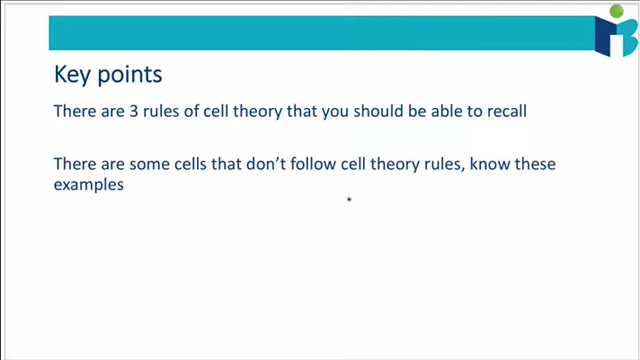 Key points
There are 3 rules of cell theory that you should be able to recall
There are some cells that don't follow cell theory rules, know these
examples